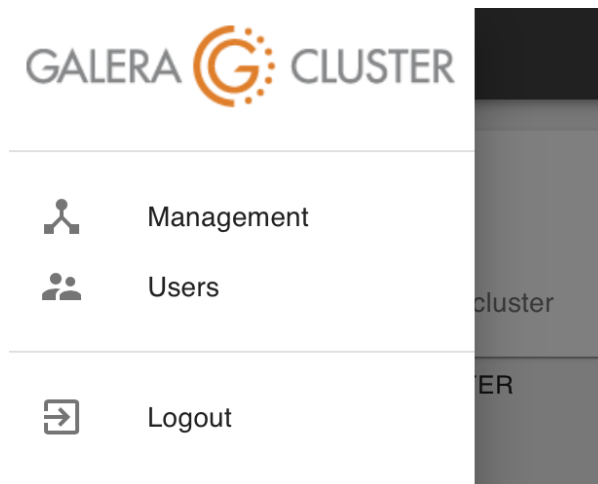 GALERA G CLUSTER
Management
Users
cluster
Logout